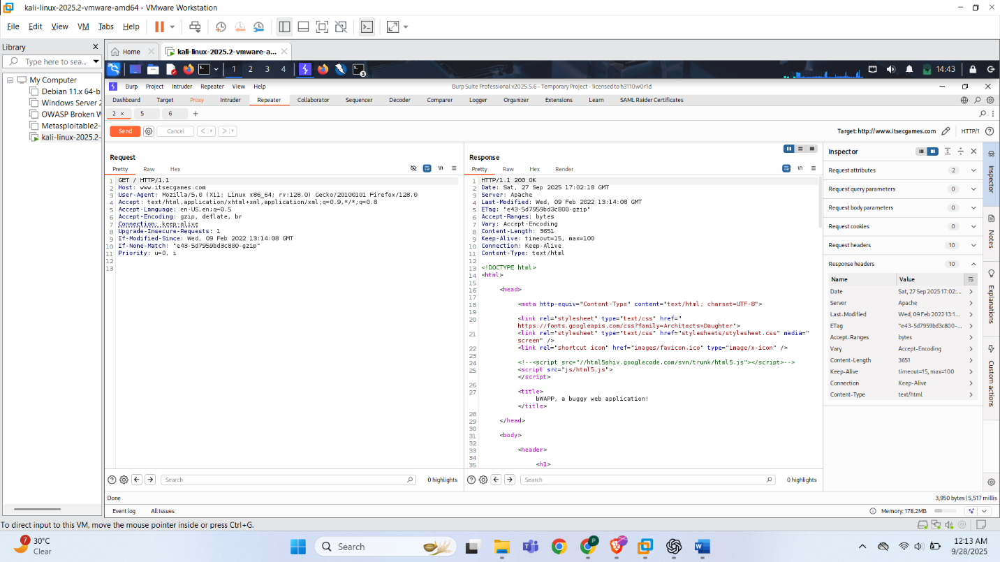 kali-linux-2025.2-vmware-amd64 - VMware Workstation
File Edit View VM Tabs Help
Library
Type here to sea...
My Computer
Debian 11.x 64-b
Windows Server 2
OWASP Broken W
Metasploitable2-
kali-linux-2025.2-
Home
kali-linux-2025.2-vmware-a...
1 2 3 4
3
14:43
Burp Project Intruder Repeater View Help
Burp Suite Professional v2025.5.6 - Temporary Project - licensed to h3110w0r1d
Dashboard Target Proxy Intruder Repeater Collaborator Sequencer Decoder Comparer Logger Organizer Extensions Learn SAML Raider Certificates
2 × 5 6 +
Send Cancel < >
Target: http://www.itsecgames.com HTTP/1
Request
Pretty Raw Hex
\n
1 GET / HTTP/1.1
2 Host: www.itsecgames.com
3 User-Agent: Mozilla/5.0 (X11; Linux x86_64; rv:128.0) Gecko/20100101 Firefox/128.0
4 Accept: text/html,application/xhtml+xml,application/xml;q=0.9,*/*;q=0.8
5 Accept-Language: en-US,en;q=0.5
6 Accept-Encoding: gzip, deflate, br
7 Connection: keep-alive
8 Upgrade-Insecure-Requests: 1
9 If-Modified-Since: Wed, 09 Feb 2022 13:14:08 GMT
10 If-None-Match: "e43-5d7959bd3c800-gzip"
11 Priority: u=0, i
12
13
Response
Pretty Raw Hex Render
\n
1 HTTP/1.1 200 OK
2 Date: Sat, 27 Sep 2025 17:02:18 GMT
3 Server: Apache
4 Last-Modified: Wed, 09 Feb 2022 13:14:08 GMT
5 ETag: "e43-5d7959bd3c800-gzip"
6 Accept-Ranges: bytes
7 Vary: Accept-Encoding
8 Content-Length: 3651
9 Keep-Alive: timeout=15, max=100
10 Connection: Keep-Alive
11 Content-Type: text/html
12
13 <!DOCTYPE html>
14 <html>
15
16 <head>
17
18 <meta http-equiv="Content-Type" content="text/html; charset=UTF-8">
19
20 <link rel="stylesheet" type="text/css" href="
https://fonts.googleapis.com/css?family=Architects+Daughter">
21 <link rel="stylesheet" type="text/css" href="stylesheets/stylesheet.css" media="
screen" />
22 <link rel="shortcut icon" href="images/favicon.ico" type="image/x-icon" />
23
24 <!--<script src="//html5shiv.googlecode.com/svn/trunk/html5.js"></script>-->
25 <script src="js/html5.js">
</script>
26
27 <title>
bWAPP, a buggy web application!
</title>
28
29 </head>
30
31 <body>
32
33 <header>
34
35 <h1>
Inspector
Request attributes 2
Request query parameters 0
Request body parameters 0
Request cookies 0
Request headers 10
Response headers 10
Name Value
Date Sat, 27 Sep 2025 17:02:...
Server Apache
Last-Modified Wed, 09 Feb 2022 13:1...
ETag "e43-5d7959bd3c800-...
Accept-Ranges bytes
Vary Accept-Encoding
Content-Length 3651
Keep-Alive timeout=15, max=100
Connection Keep-Alive
Content-Type text/html
Inspector
Notes
Explanations
Custom actions
Search 0 highlights
Search 0 highlights
Done
3,950 bytes | 5,517 millis
Event log All issues
Memory: 178.2MB
To direct input to this VM, move the mouse pointer inside or press Ctrl+G.
7
30°C
Clear
Search
P
12:13 AM
9/28/2025